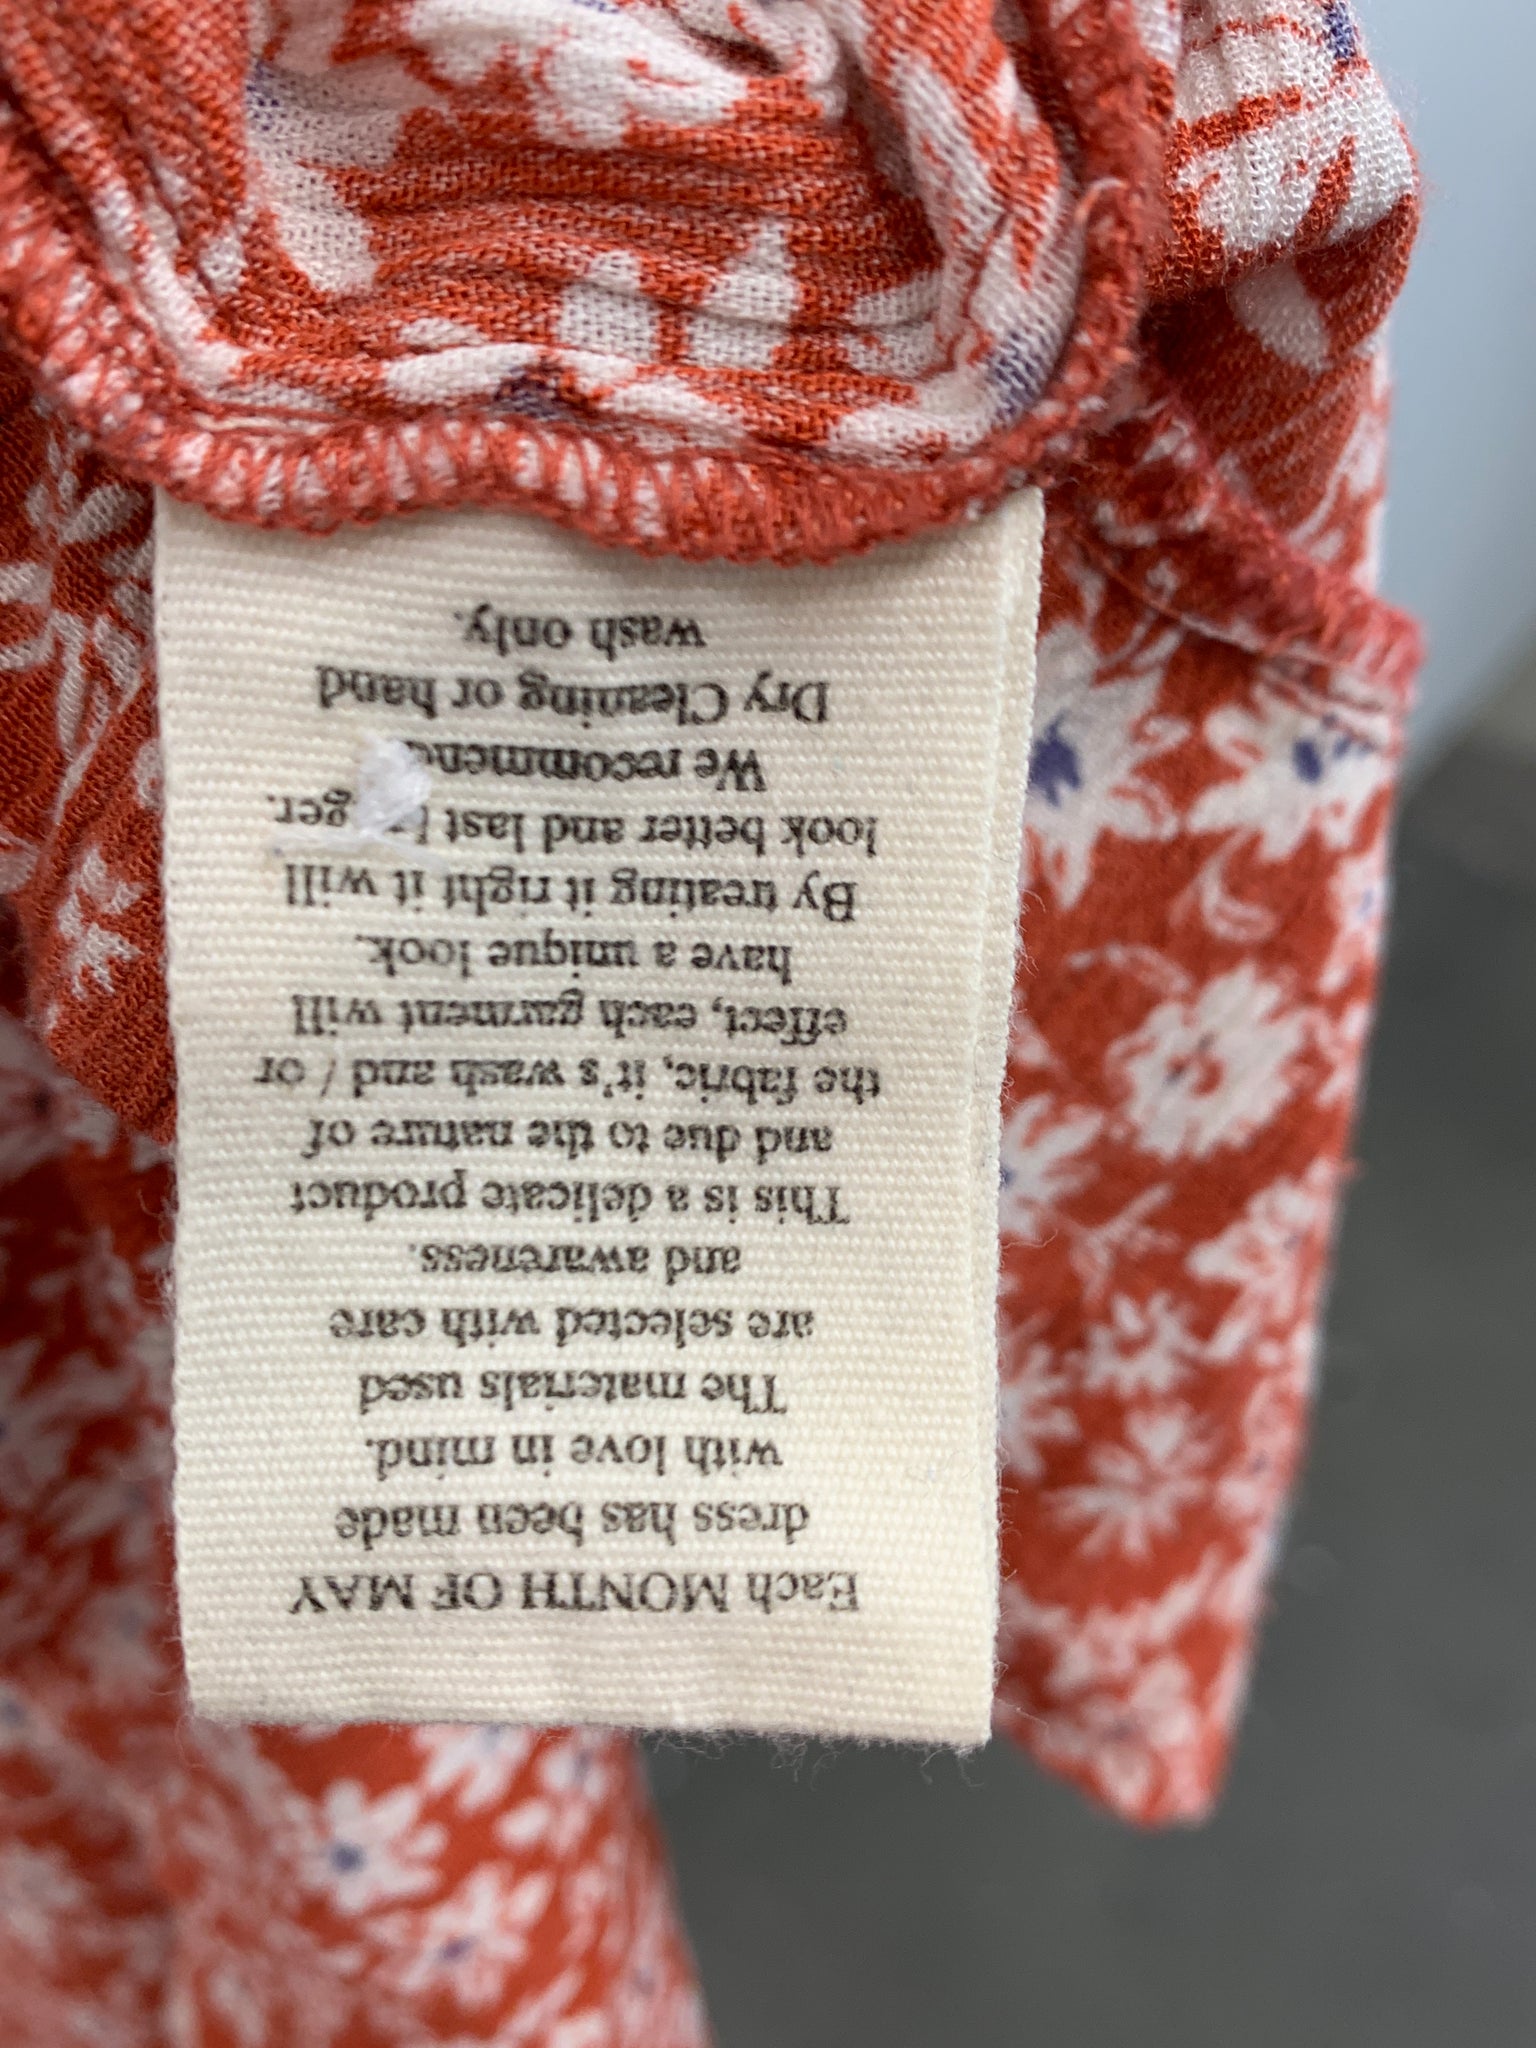 Each MONTH OF MAY
dress has been made
with love in mind.
The materials used
are selected with care
and awareness.
This is a delicate product
and due to the nature of
the fabric, it's wash and / or
effect, each garment will
have a unique look.
By treating it right it will
look better and last
We
Dry Cleaning or hand
wash only.